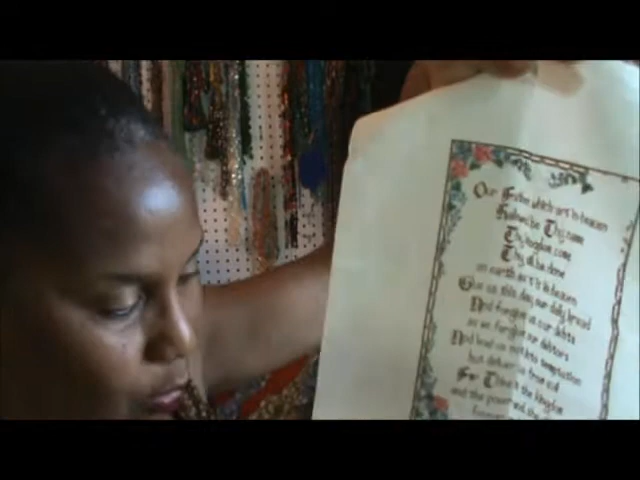 Our Father which art in heaven
Hallowed be Thy name
Thy kingdom come
Thy will be done
on earth as it is in heaven
Give us this day our daily bread
And forgive us our debts
as we forgive our debtors
And lead us not into temptation
but deliver us from evil
For Thine is the kingdom
and the power and the